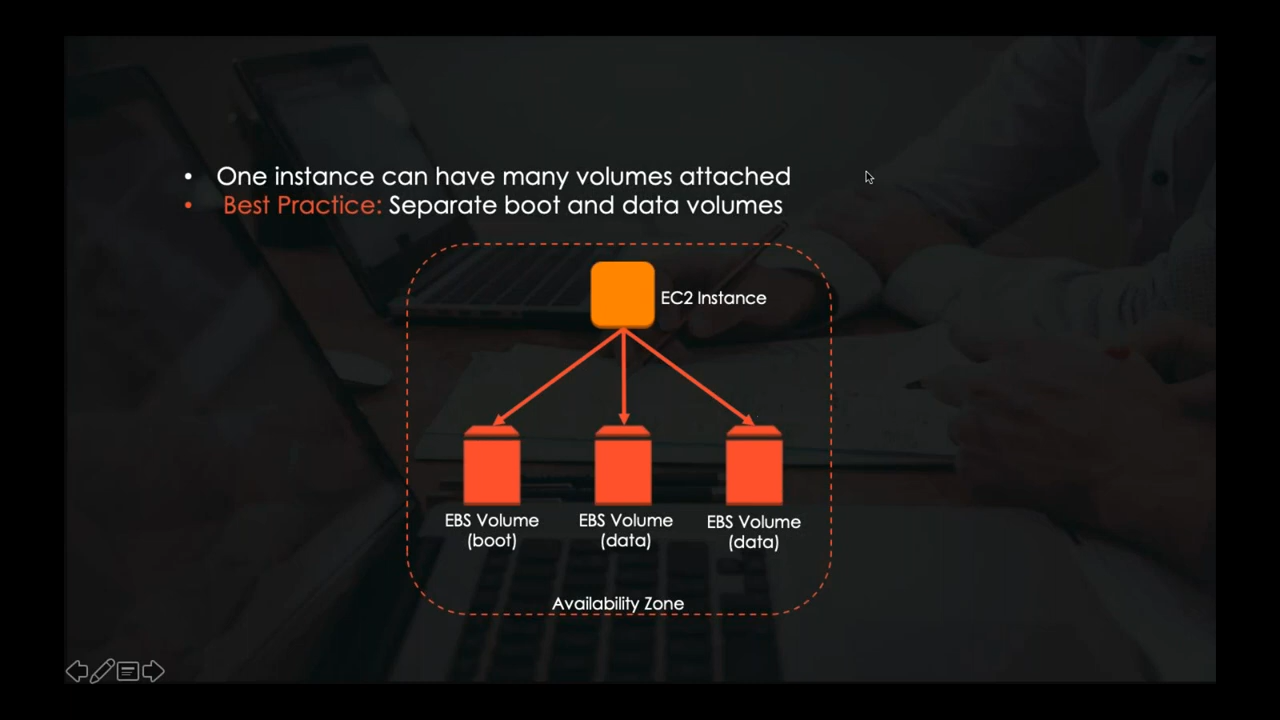 • One instance can have many volumes attached
• Best Practice: Separate boot and data volumes
EC2 Instance
EBS Volume
(boot)
EBS Volume
(data)
EBS Volume
(data)
Availability Zone